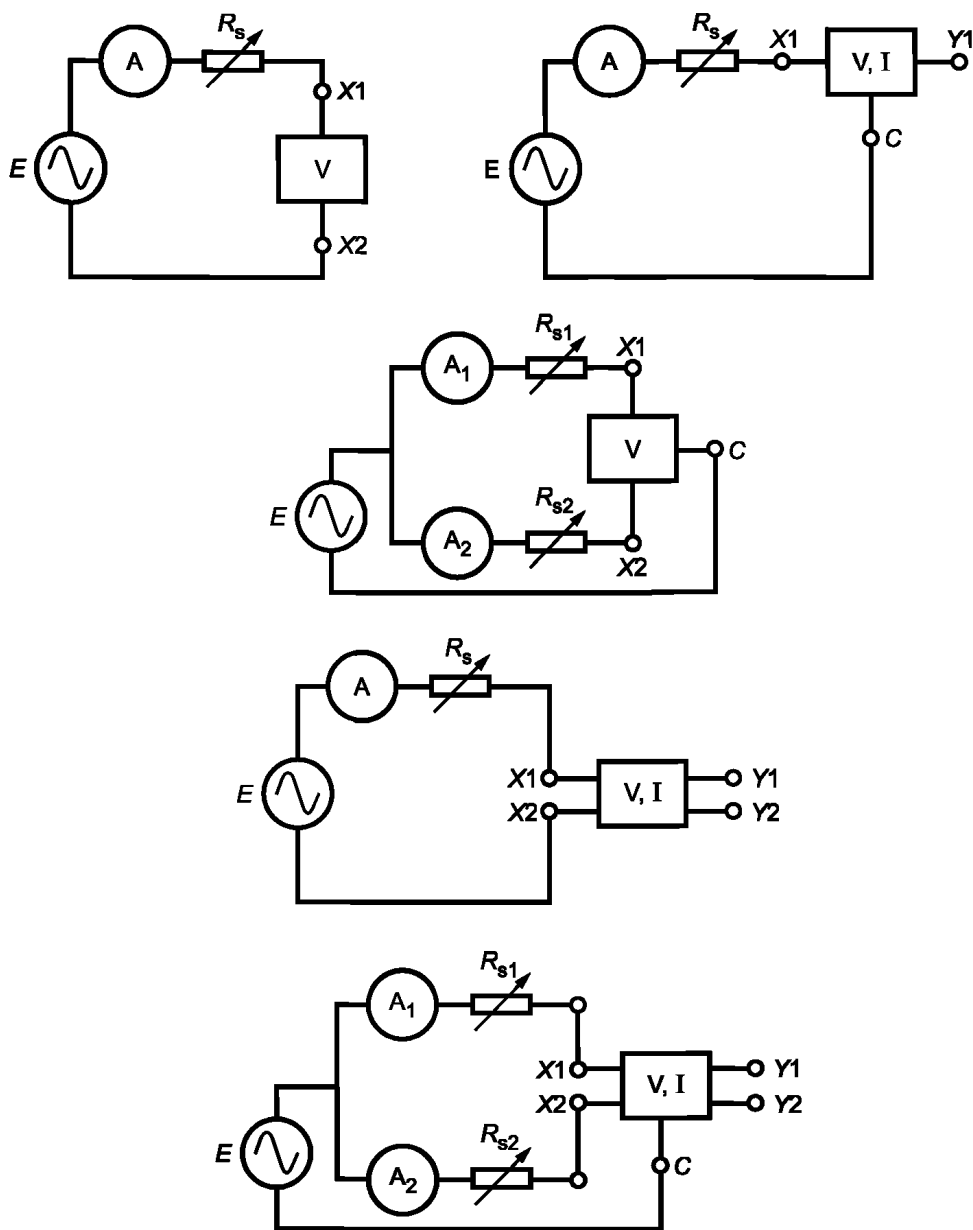 A Rs X1
E V
X2
A Rs X1 V, I Y1
E C
A1 Rs1 X1
E V C
A2 Rs2 X2
A Rs
E X1 V, I Y1
X2 Y2
A1 Rs1
X1 V, I Y1
X2 Y2
E A2 Rs2 C